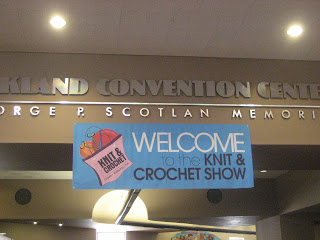 KLAND CONVENTION CENTE
ORGE P. SCOTLAN MEMORI
WELCOME
to the KNIT &
CROCHET SHOW
KNIT &
CROCHET